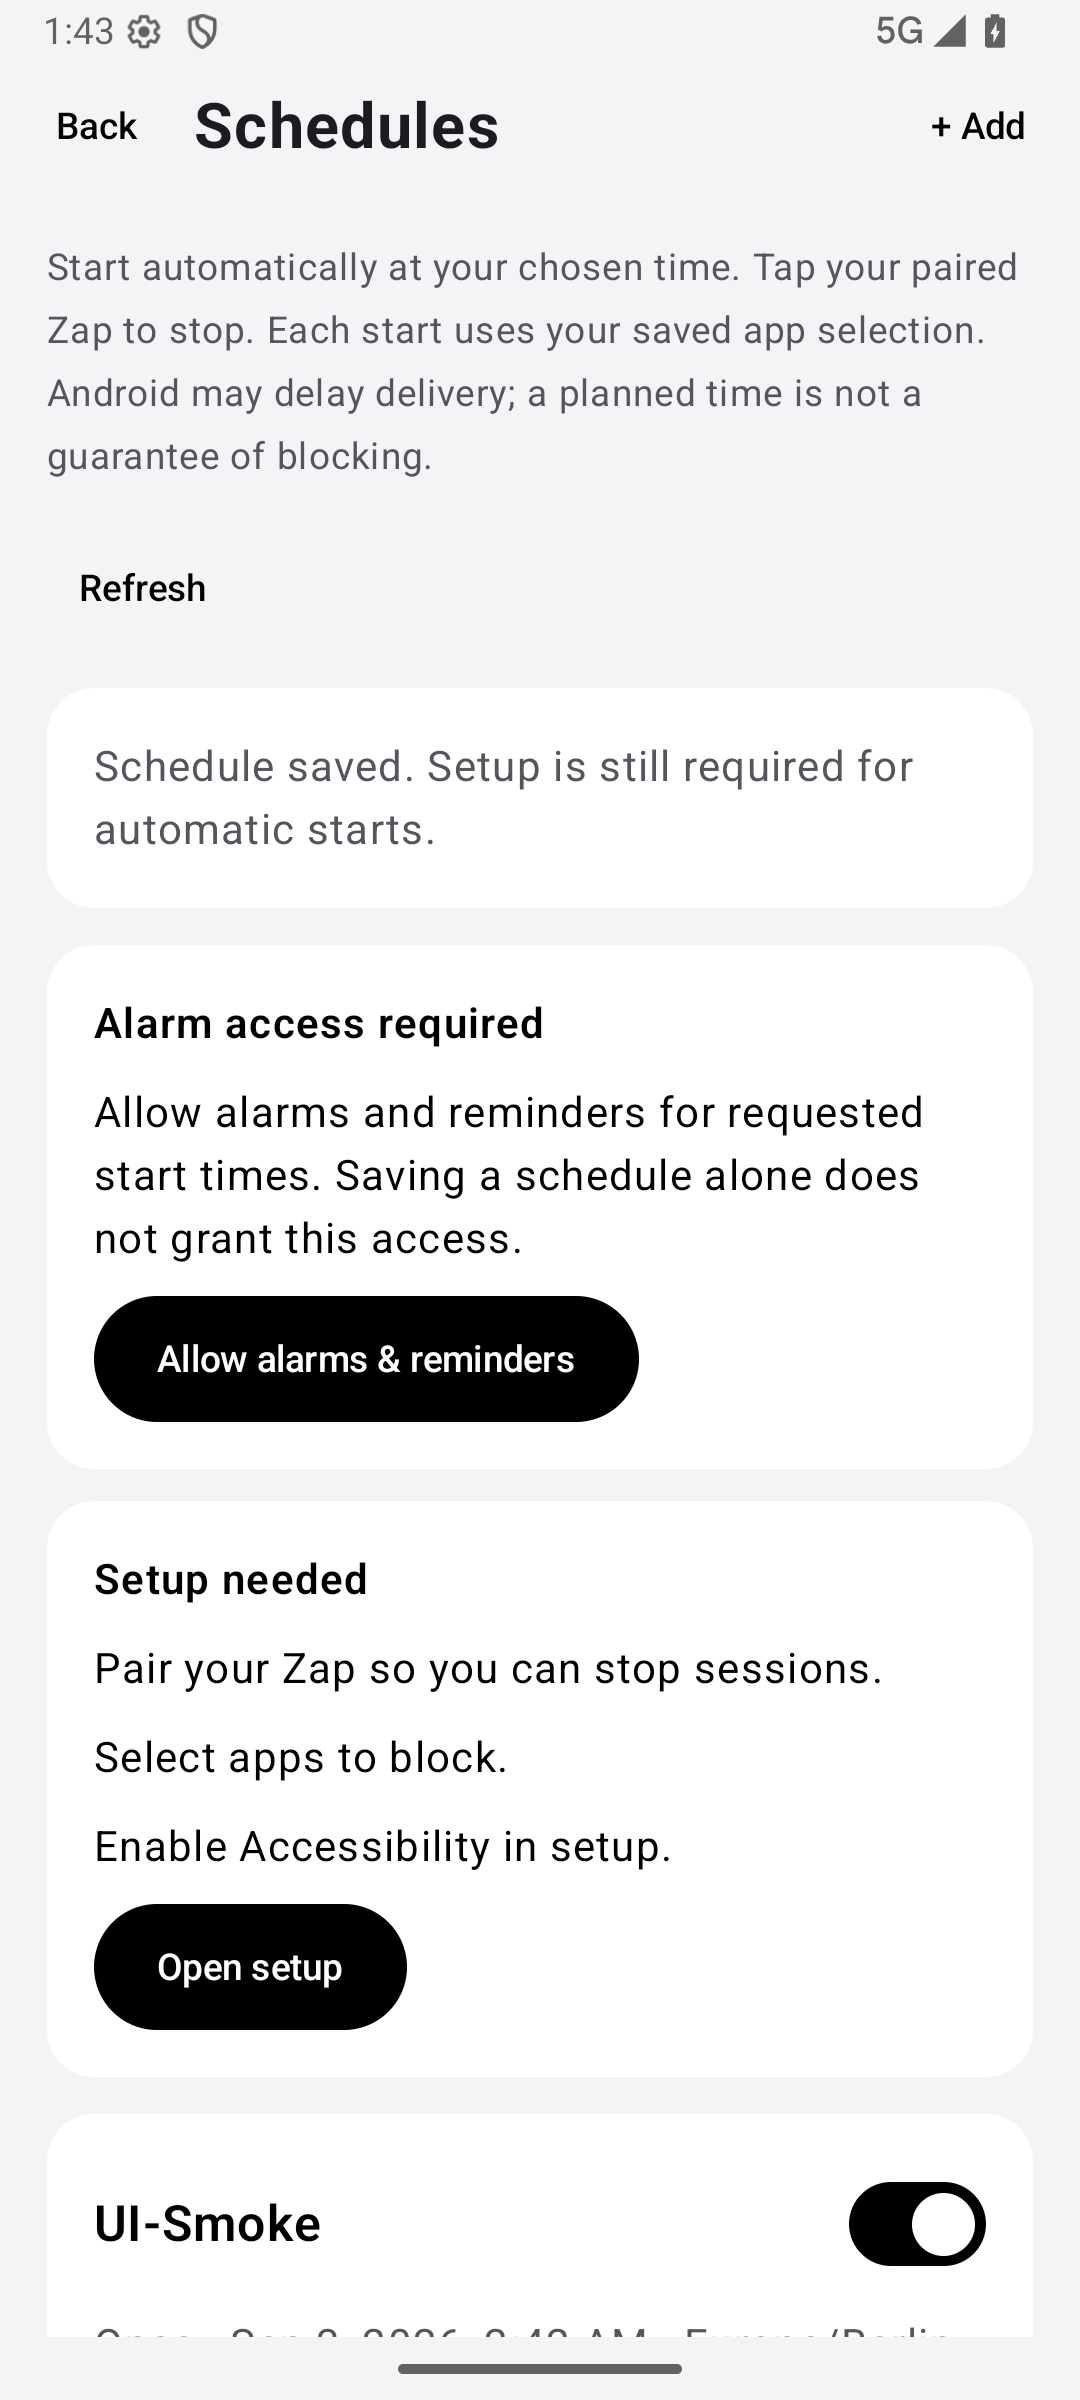 1:43
5G
Back
Schedules
+ Add
Start automatically at your chosen time. Tap your paired
Zap to stop. Each start uses your saved app selection.
Android may delay delivery; a planned time is not a
guarantee of blocking.
Refresh
Schedule saved. Setup is still required for
automatic starts.
Alarm access required
Allow alarms and reminders for requested
start times. Saving a schedule alone does
not grant this access.
Allow alarms & reminders
Setup needed
Pair your Zap so you can stop sessions.
Select apps to block.
Enable Accessibility in setup.
Open setup
UI-Smoke